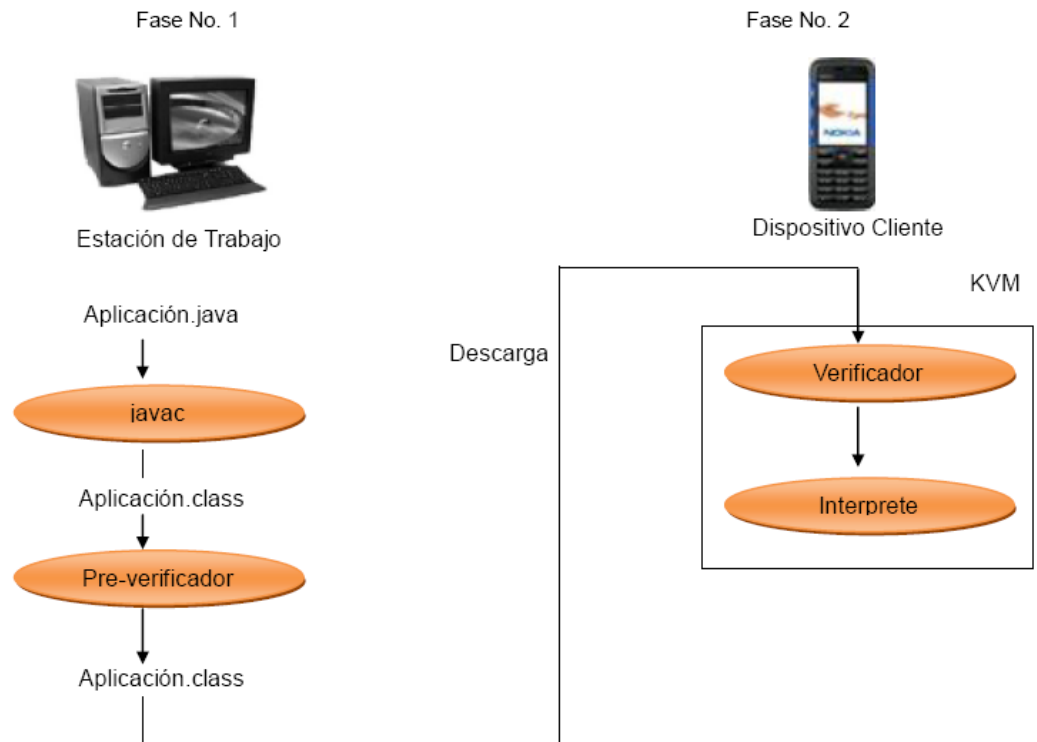 Fase No. 1
Estación de Trabajo
Aplicación.java
javac
Aplicación.class
Pre-verificador
Aplicación.class
Descarga
Fase No. 2
NOKIA
Dispositivo Cliente
KVM
Verificador
Interprete